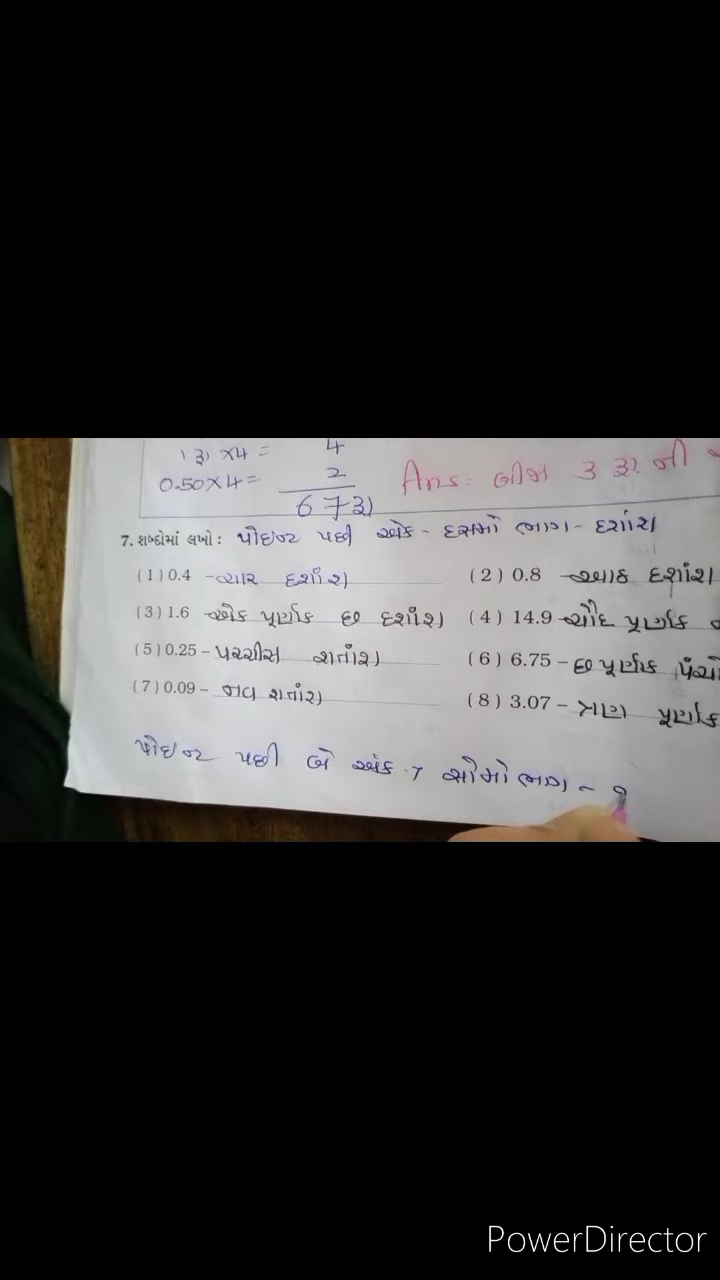 1 રૂા x4 = 4
0.50x4= 2
67 રૂા
Ans: બીજા 3 રૂા. ની
7. શબ્દોમાં લખો : પોઇન્ટ પછી એક - દસમો ભાગ - દશાંશ
(1) 0.4 - ચાર દશાંશ (2) 0.8 આઠ દશાંશ
(3) 1.6 એક પૂર્ણાંક છ દશાંશ (4) 14.9 ચૌદ પૂર્ણાંક
(5) 0.25 - પચ્ચીસ શતાંશ (6) 6.75 - છ પૂર્ણાંક
(7) 0.09 - નવ શતાંશ (8) 3.07 - ત્રણ પૂર્ણાંક
પોઇન્ટ પછી બે અંક - સોમો ભાગ -
PowerDirector